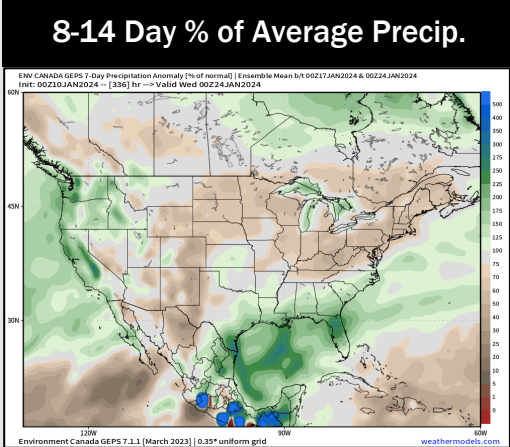 8-14 Day % of Average Precip.
ENV CANADA GEPS 7-Day Precipitation Anomaly [% of normal] | Ensemble Mean b/t 00Z17JAN2024 & 00Z24JAN2024
Init: 00Z10JAN2024 -- [336] hr --> Valid Wed 00Z24JAN2024
60N
45N
30N
120W
90W
60W
500
400
350
300
275
250
225
200
175
150
125
100
75
70
60
50
40
30
25
20
10
5
1
0
Environment Canada GEPS 7.1.1 [March 2023] | 0.35° uniform grid
weathermodels.com